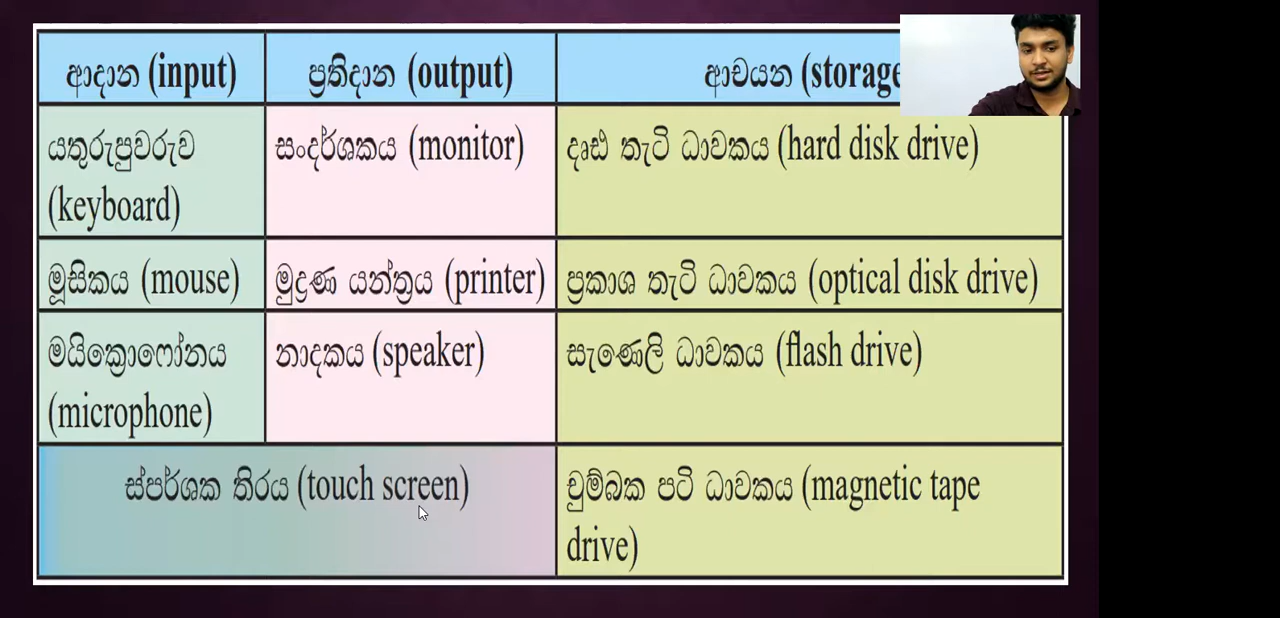 ආදාන (input)
ප්‍රතිදාන (output)
ආචයන (storage
යතුරුපුවරුව
(keyboard)
සංදර්ශකය (monitor)
දෘඪ තැටි ධාවකය (hard disk drive)
මූසිකය (mouse)
මුද්‍රණ යන්ත්‍රය (printer)
ප්‍රකාශ තැටි ධාවකය (optical disk drive)
මයික්‍රොෆෝනය
(microphone)
නාදකය (speaker)
සැණෙලි ධාවකය (flash drive)
ස්පර්ශක තිරය (touch screen)
චුම්බක පටි ධාවකය (magnetic tape
drive)